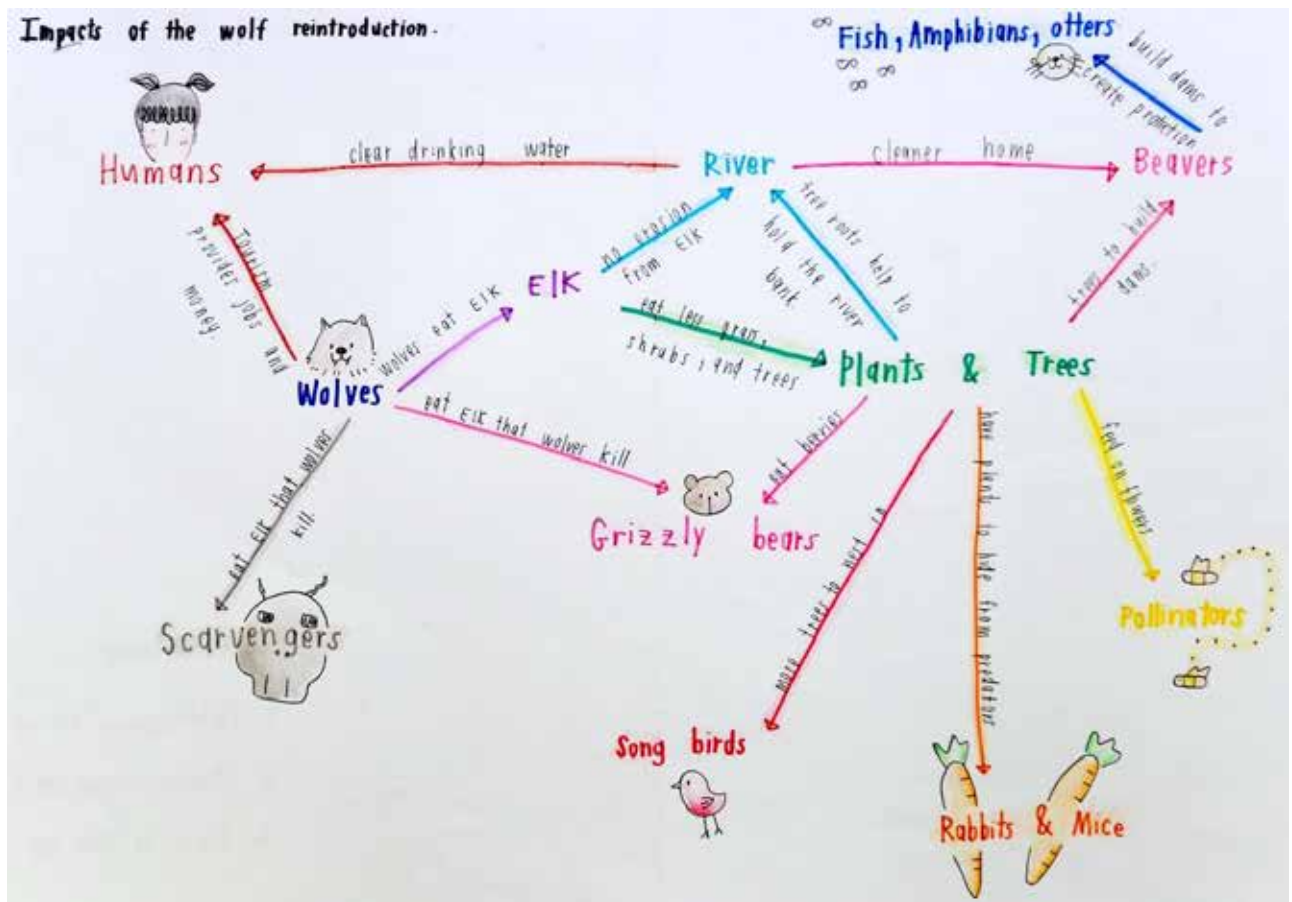 Impacts of the wolf reintroduction.
Fish, Amphibians, otters
build dams to
create protection
Humans
clear drinking water
River
cleaner home
Beavers
Tourism
provides jobs and
money.
no erosion
from Elk
tree roots help to
hold the river
bank
trees to build
dams.
Elk
wolves eat Elk
eat less grass,
shrubs, and trees
Plants & Trees
Wolves
eat Elk that wolves kill
eat berries
have plants to hide from predators
feed on flowers
eat Elk that wolves
kill
Grizzly bears
more trees to nest in
Pollinators
Scarvengers
Song birds
Rabbits & Mice